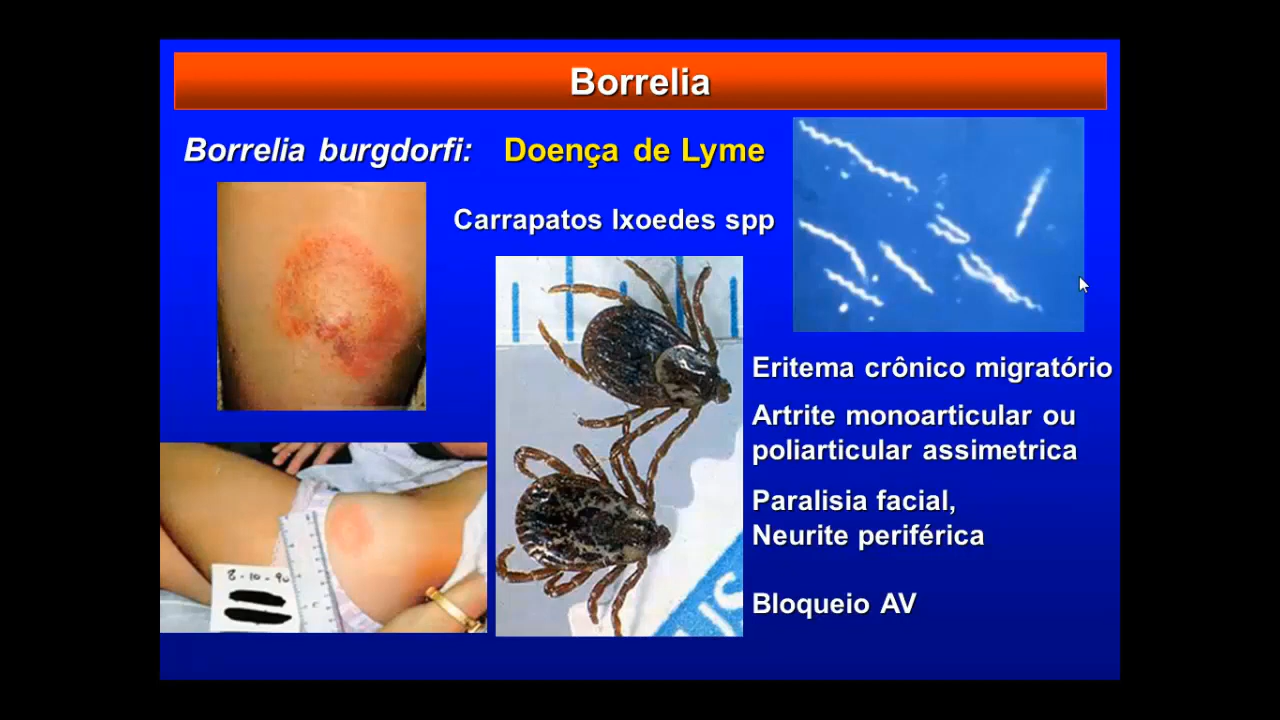 Borrelia
Borrelia burgdorfi: Doença de Lyme
Carrapatos Ixoedes spp
Eritema crônico migratório
Artrite monoarticular ou
poliarticular assimetrica
Paralisia facial,
Neurite periférica
Bloqueio AV